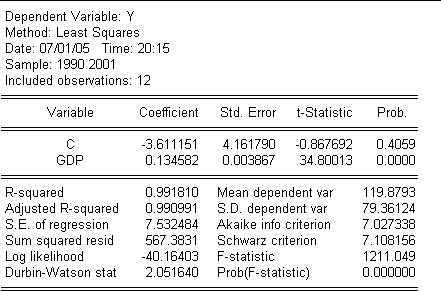 Dependent Variable: Y
Method: Least Squares
Date: 07/01/05 Time: 20:15
Sample: 1990 2001
Included observations: 12
Variable Coefficient Std. Error t-Statistic Prob.
C -3.611151 4.161790 -0.867692 0.4059
GDP 0.134582 0.003867 34.80013 0.0000
R-squared 0.991810 Mean dependent var 119.8793
Adjusted R-squared 0.990991 S.D. dependent var 79.36124
S.E. of regression 7.532484 Akaike info criterion 7.027338
Sum squared resid 567.3831 Schwarz criterion 7.108156
Log likelihood -40.16403 F-statistic 1211.049
Durbin-Watson stat 2.051640 Prob(F-statistic) 0.000000